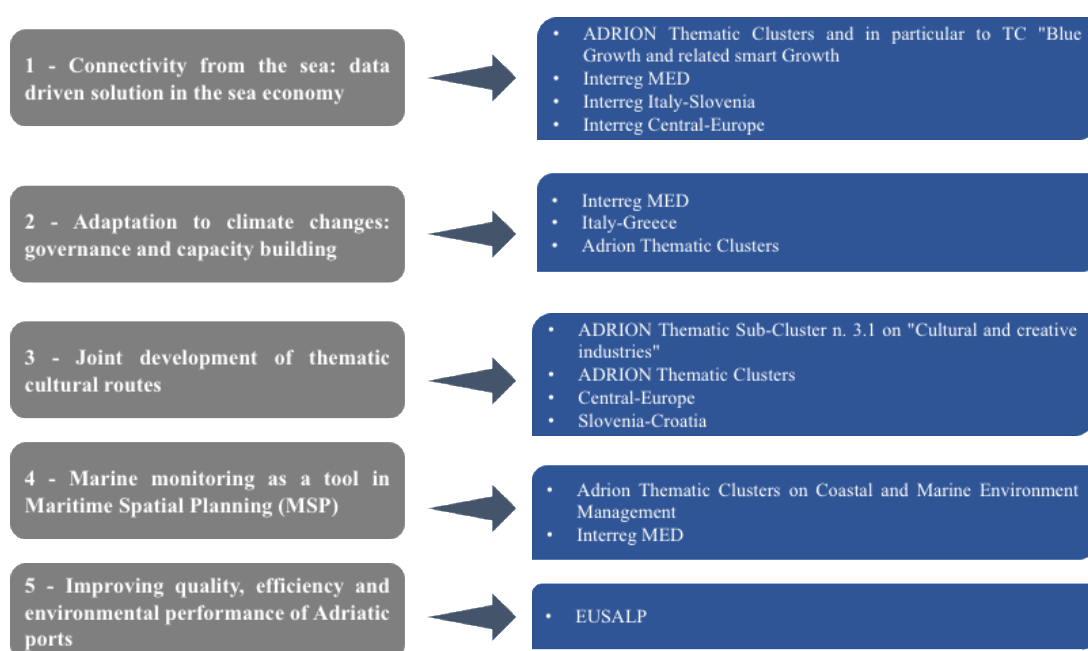 1 - Connectivity from the sea: data
driven solution in the sea economy
• ADRION Thematic Clusters and in particular to TC "Blue
Growth and related smart Growth
• Interreg MED
• Interreg Italy-Slovenia
• Interreg Central-Europe
2 - Adaptation to climate changes:
governance and capacity building
• Interreg MED
• Italy-Greece
• Adrion Thematic Clusters
3 - Joint development of thematic
cultural routes
• ADRION Thematic Sub-Cluster n. 3.1 on "Cultural and creative
industries"
• ADRION Thematic Clusters
• Central-Europe
• Slovenia-Croatia
4 - Marine monitoring as a tool in
Maritime Spatial Planning (MSP)
• Adrion Thematic Clusters on Coastal and Marine Environment
Management
• Interreg MED
5 - Improving quality, efficiency and
environmental performance of Adriatic
ports
• EUSALP